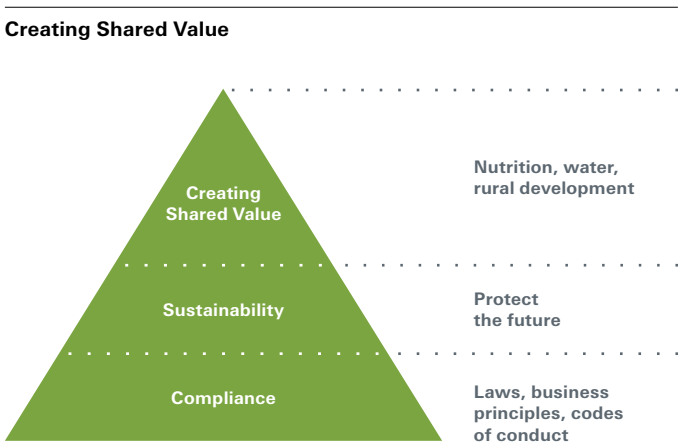 Creating Shared Value
Creating
Shared Value
Nutrition, water,
rural development
Sustainability
Protect
the future
Compliance
Laws, business
principles, codes
of conduct